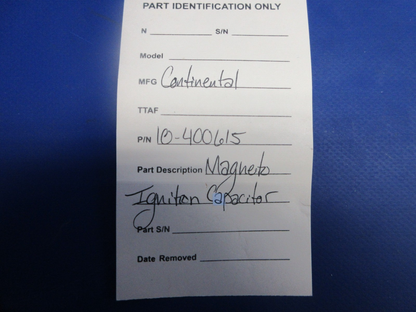 PART IDENTIFICATION ONLY
N S/N
Model
MFG Continental
TTAF
P/N 10-400615
Part Description Magneto
Ignition Capacitor
Part S/N
Date Removed